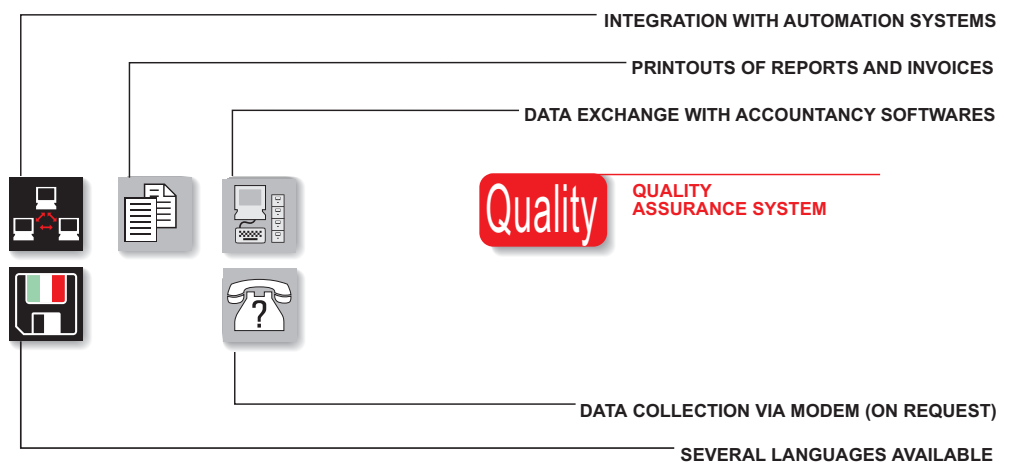 INTEGRATION WITH AUTOMATION SYSTEMS
PRINTOUTS OF REPORTS AND INVOICES
DATA EXCHANGE WITH ACCOUNTANCY SOFTWARES
Quality
QUALITY
ASSURANCE SYSTEM
?
DATA COLLECTION VIA MODEM (ON REQUEST)
SEVERAL LANGUAGES AVAILABLE